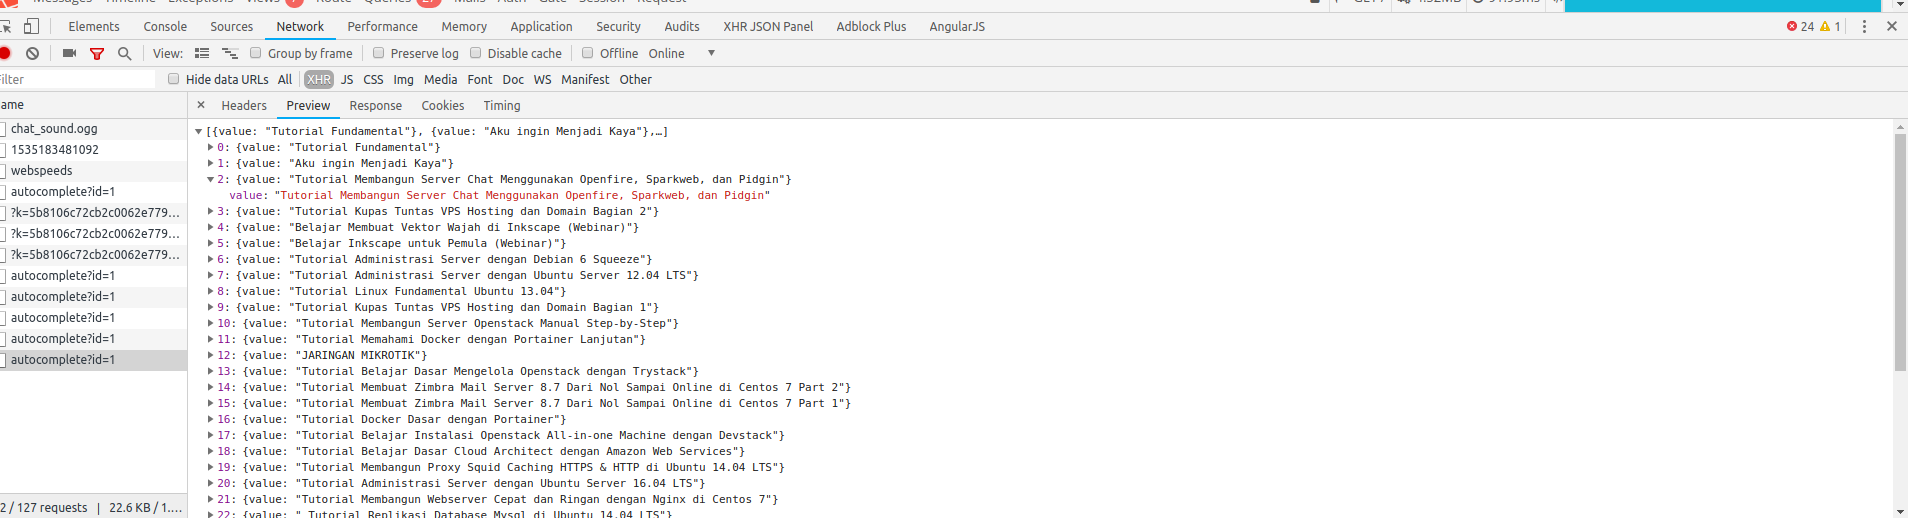 Messages Timeline Exceptions Views Route Queries 27 Mails Auth Gate Session Request GET / 4.52MB 91.95ms
Elements Console Sources Network Performance Memory Application Security Audits XHR JSON Panel Adblock Plus AngularJS 24 1
View: Group by frame Preserve log Disable cache Offline Online
Filter Hide data URLs All XHR JS CSS Img Media Font Doc WS Manifest Other
ame × Headers Preview Response Cookies Timing
chat_sound.ogg
1535183481092
webspeeds
autocomplete?id=1
?k=5b8106c72cb2c0062e779...
?k=5b8106c72cb2c0062e779...
?k=5b8106c72cb2c0062e779...
autocomplete?id=1
autocomplete?id=1
autocomplete?id=1
autocomplete?id=1
autocomplete?id=1
2 / 127 requests | 22.6 KB / 1....
[{value: "Tutorial Fundamental"}, {value: "Aku ingin Menjadi Kaya"},…]
0: {value: "Tutorial Fundamental"}
1: {value: "Aku ingin Menjadi Kaya"}
2: {value: "Tutorial Membangun Server Chat Menggunakan Openfire, Sparkweb, dan Pidgin"}
value: "Tutorial Membangun Server Chat Menggunakan Openfire, Sparkweb, dan Pidgin"
3: {value: "Tutorial Kupas Tuntas VPS Hosting dan Domain Bagian 2"}
4: {value: "Belajar Membuat Vektor Wajah di Inkscape (Webinar)"}
5: {value: "Belajar Inkscape untuk Pemula (Webinar)"}
6: {value: "Tutorial Administrasi Server dengan Debian 6 Squeeze"}
7: {value: "Tutorial Administrasi Server dengan Ubuntu Server 12.04 LTS"}
8: {value: "Tutorial Linux Fundamental Ubuntu 13.04"}
9: {value: "Tutorial Kupas Tuntas VPS Hosting dan Domain Bagian 1"}
10: {value: "Tutorial Membangun Server Openstack Manual Step-by-Step"}
11: {value: "Tutorial Memahami Docker dengan Portainer Lanjutan"}
12: {value: "JARINGAN MIKROTIK"}
13: {value: "Tutorial Belajar Dasar Mengelola Openstack dengan Trystack"}
14: {value: "Tutorial Membuat Zimbra Mail Server 8.7 Dari Nol Sampai Online di Centos 7 Part 2"}
15: {value: "Tutorial Membuat Zimbra Mail Server 8.7 Dari Nol Sampai Online di Centos 7 Part 1"}
16: {value: "Tutorial Docker Dasar dengan Portainer"}
17: {value: "Tutorial Belajar Instalasi Openstack All-in-one Machine dengan Devstack"}
18: {value: "Tutorial Belajar Dasar Cloud Architect dengan Amazon Web Services"}
19: {value: "Tutorial Membangun Proxy Squid Caching HTTPS & HTTP di Ubuntu 14.04 LTS"}
20: {value: "Tutorial Administrasi Server dengan Ubuntu Server 16.04 LTS"}
21: {value: "Tutorial Membangun Webserver Cepat dan Ringan dengan Nginx di Centos 7"}
22: {value: " Tutorial Replikasi Database Mysql di Ubuntu 14.04 LTS"}